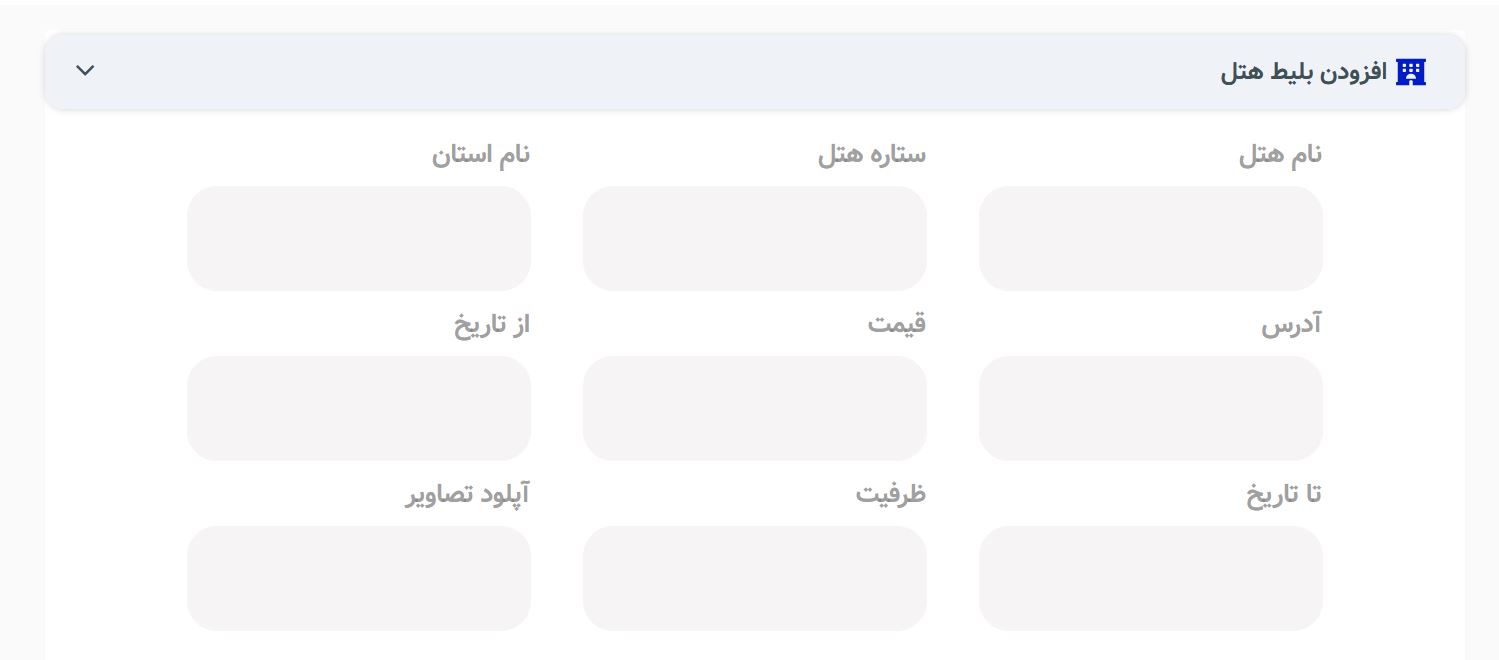 افزودن بلیط هتل
نام هتل
ستاره هتل
نام استان
آدرس
قیمت
از تاریخ
تا تاریخ
ظرفیت
آپلود تصاویر